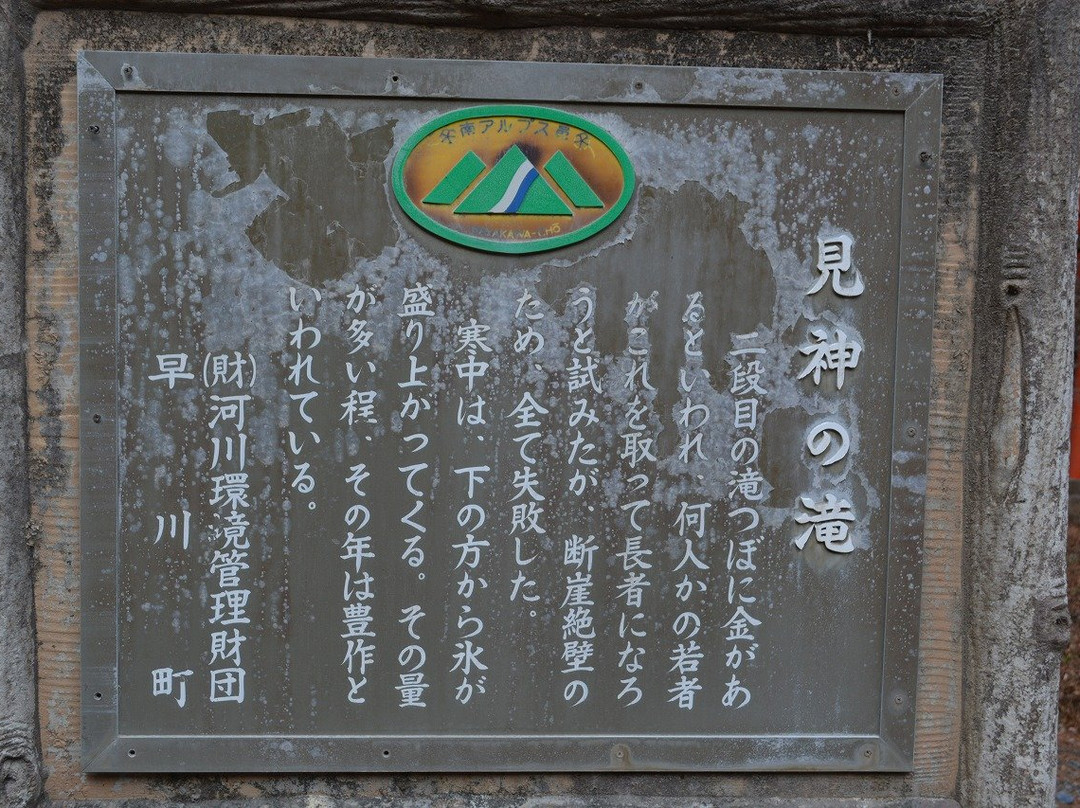 南アルプス邑
見神の滝
二段目の滝つぼに金があ
るといわれ、何人かの若者
がこれを取って長者になろ
うと試みたが、断崖絶壁の
ため、全て失敗した。
寒中は、下の方から氷が
盛り上かってくる。その量
が多い程、その年は豊作と
いわれている。
(財)河川環境管理財団
早川町